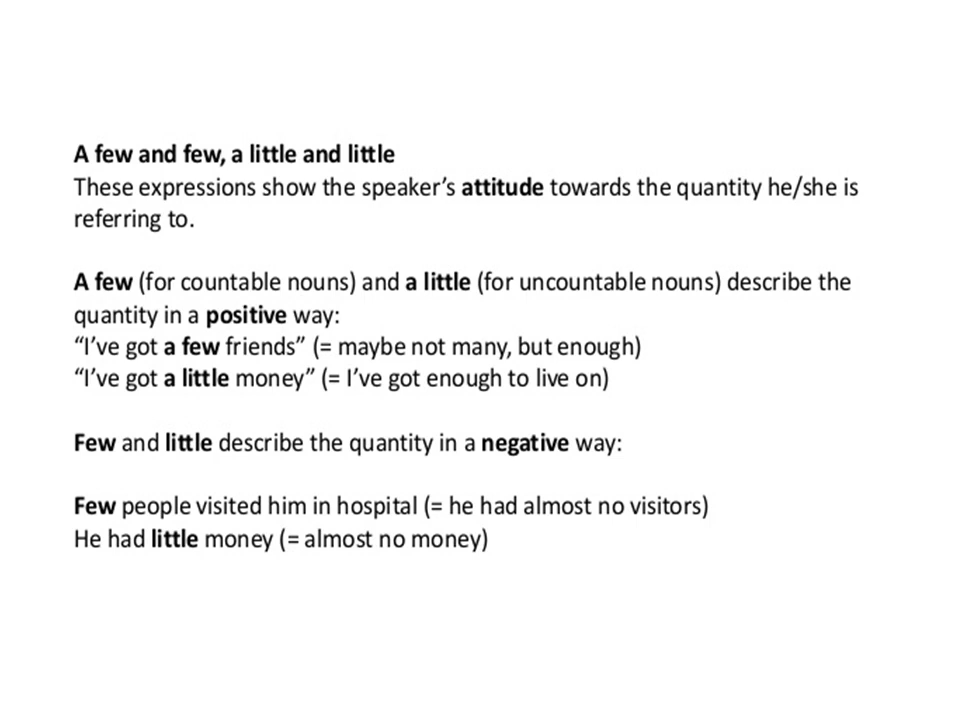 A few and few, a little and little
These expressions show the speaker’s attitude towards the quantity he/she is
referring to.
A few (for countable nouns) and a little (for uncountable nouns) describe the
quantity in a positive way:
“I’ve got a few friends” (= maybe not many, but enough)
“I’ve got a little money” (= I’ve got enough to live on)
Few and little describe the quantity in a negative way:
Few people visited him in hospital (= he had almost no visitors)
He had little money (= almost no money)